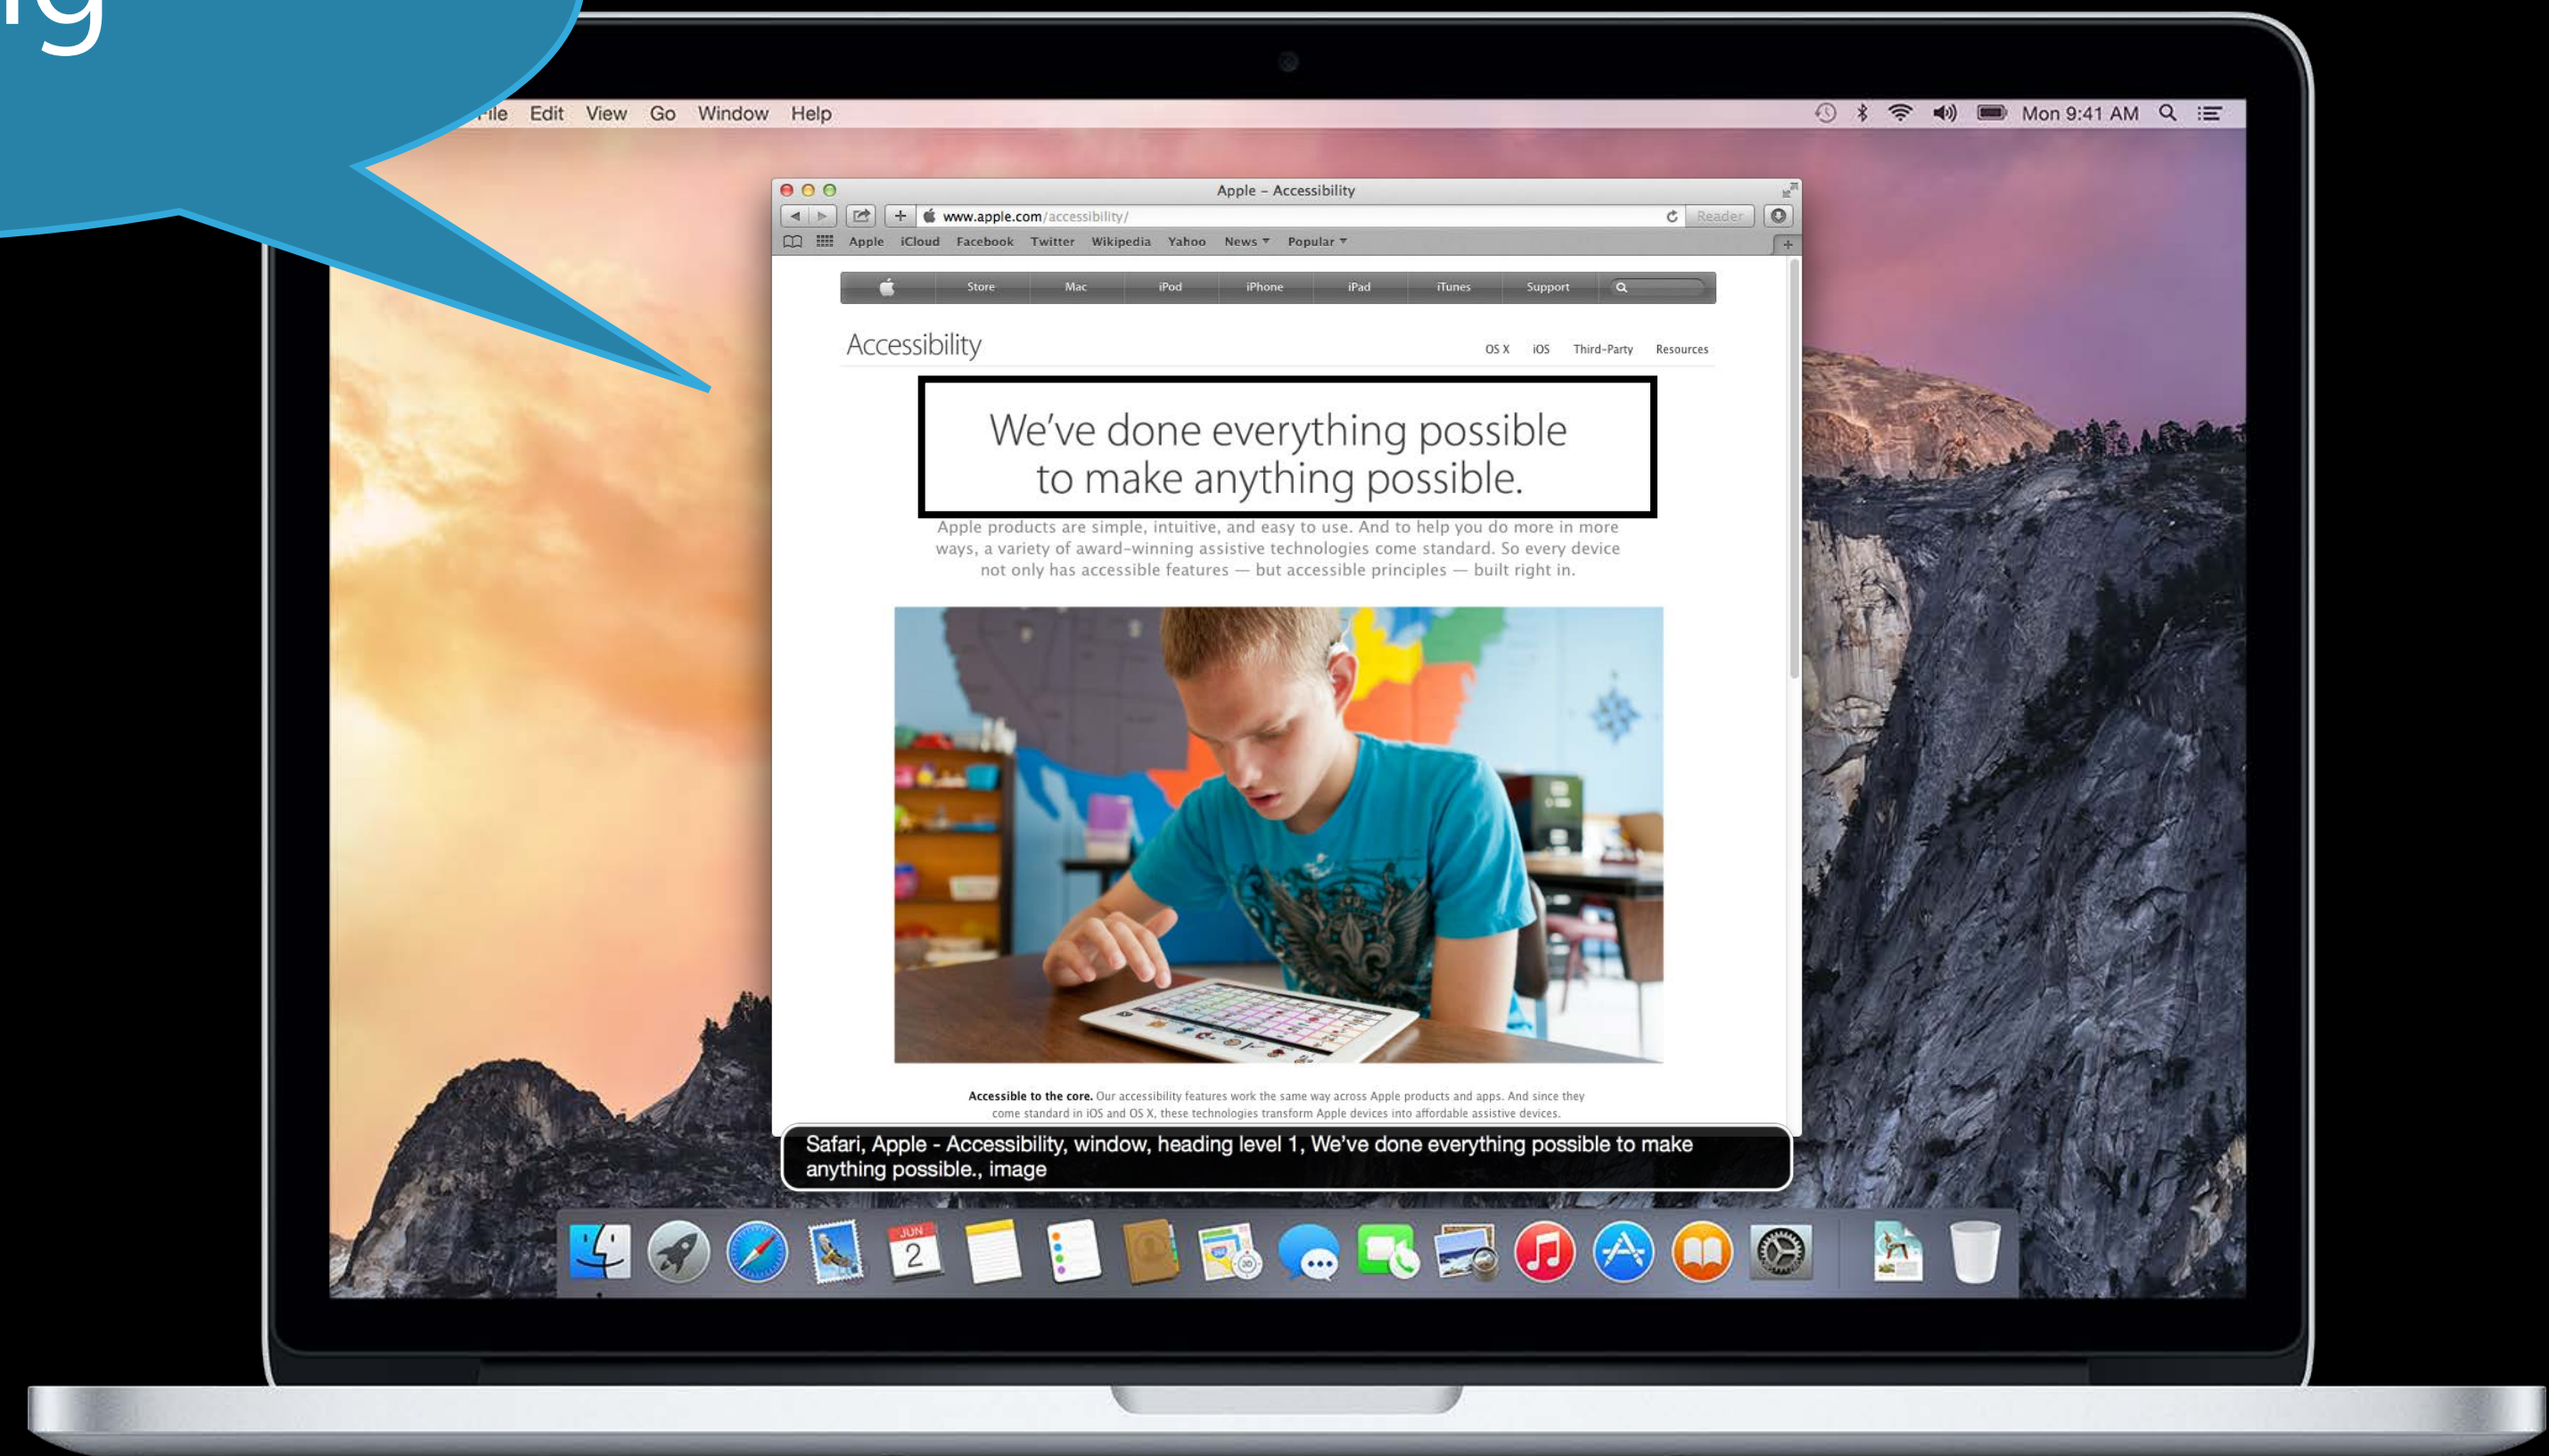 File Edit View Go Window Help
Mon 9:41 AM
Apple – Accessibility
www.apple.com/accessibility/
Reader
Apple iCloud Facebook Twitter Wikipedia Yahoo News Popular
Store Mac iPod iPhone iPad iTunes Support
Accessibility
OS X iOS Third-Party Resources
We've done everything possible
to make anything possible.
Apple products are simple, intuitive, and easy to use. And to help you do more in more
ways, a variety of award-winning assistive technologies come standard. So every device
not only has accessible features — but accessible principles — built right in.
Accessible to the core. Our accessibility features work the same way across Apple products and apps. And since they
come standard in iOS and OS X, these technologies transform Apple devices into affordable assistive devices.
Safari, Apple - Accessibility, window, heading level 1, We've done everything possible to make
anything possible., image
JUN
2